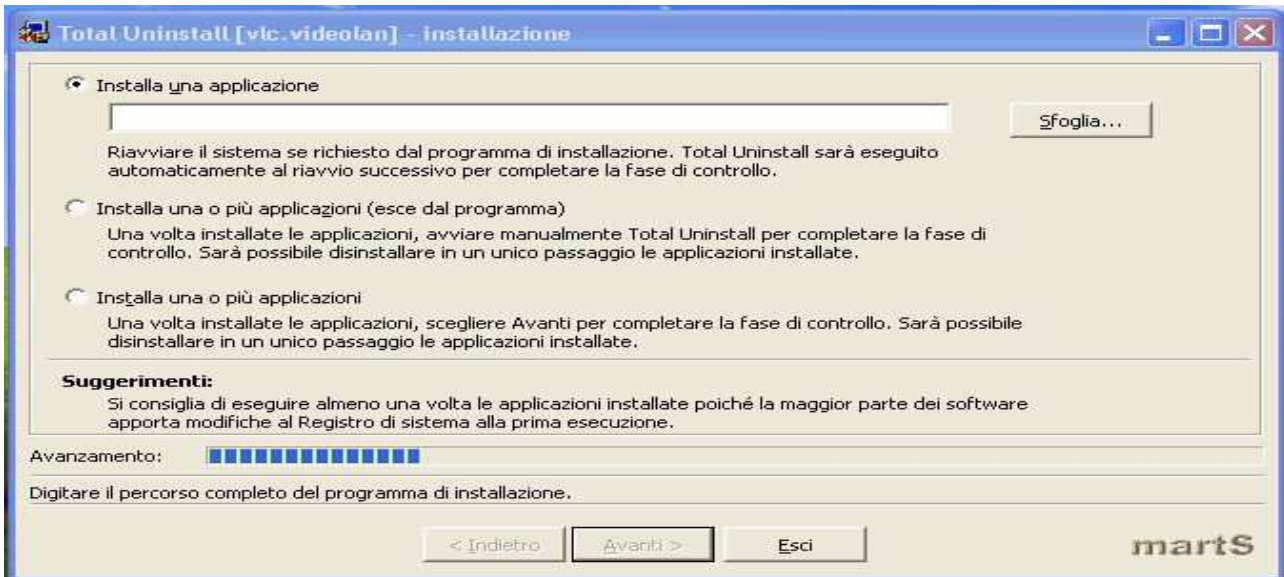 Total Uninstall [vlc.videolan] - installazione
Installa una applicazione
Sfoglia...
Riavviare il sistema se richiesto dal programma di installazione. Total Uninstall sarà eseguito
automaticamente al riavvio successivo per completare la fase di controllo.
Installa una o più applicazioni (esce dal programma)
Una volta installate le applicazioni, avviare manualmente Total Uninstall per completare la fase di
controllo. Sarà possibile disinstallare in un unico passaggio le applicazioni installate.
Installa una o più applicazioni
Una volta installate le applicazioni, scegliere Avanti per completare la fase di controllo. Sarà possibile
disinstallare in un unico passaggio le applicazioni installate.
Suggerimenti:
Si consiglia di eseguire almeno una volta le applicazioni installate poiché la maggior parte dei software
apporta modifiche al Registro di sistema alla prima esecuzione.
Avanzamento:
Digitare il percorso completo del programma di installazione.
< Indietro Avanti > Esci martS